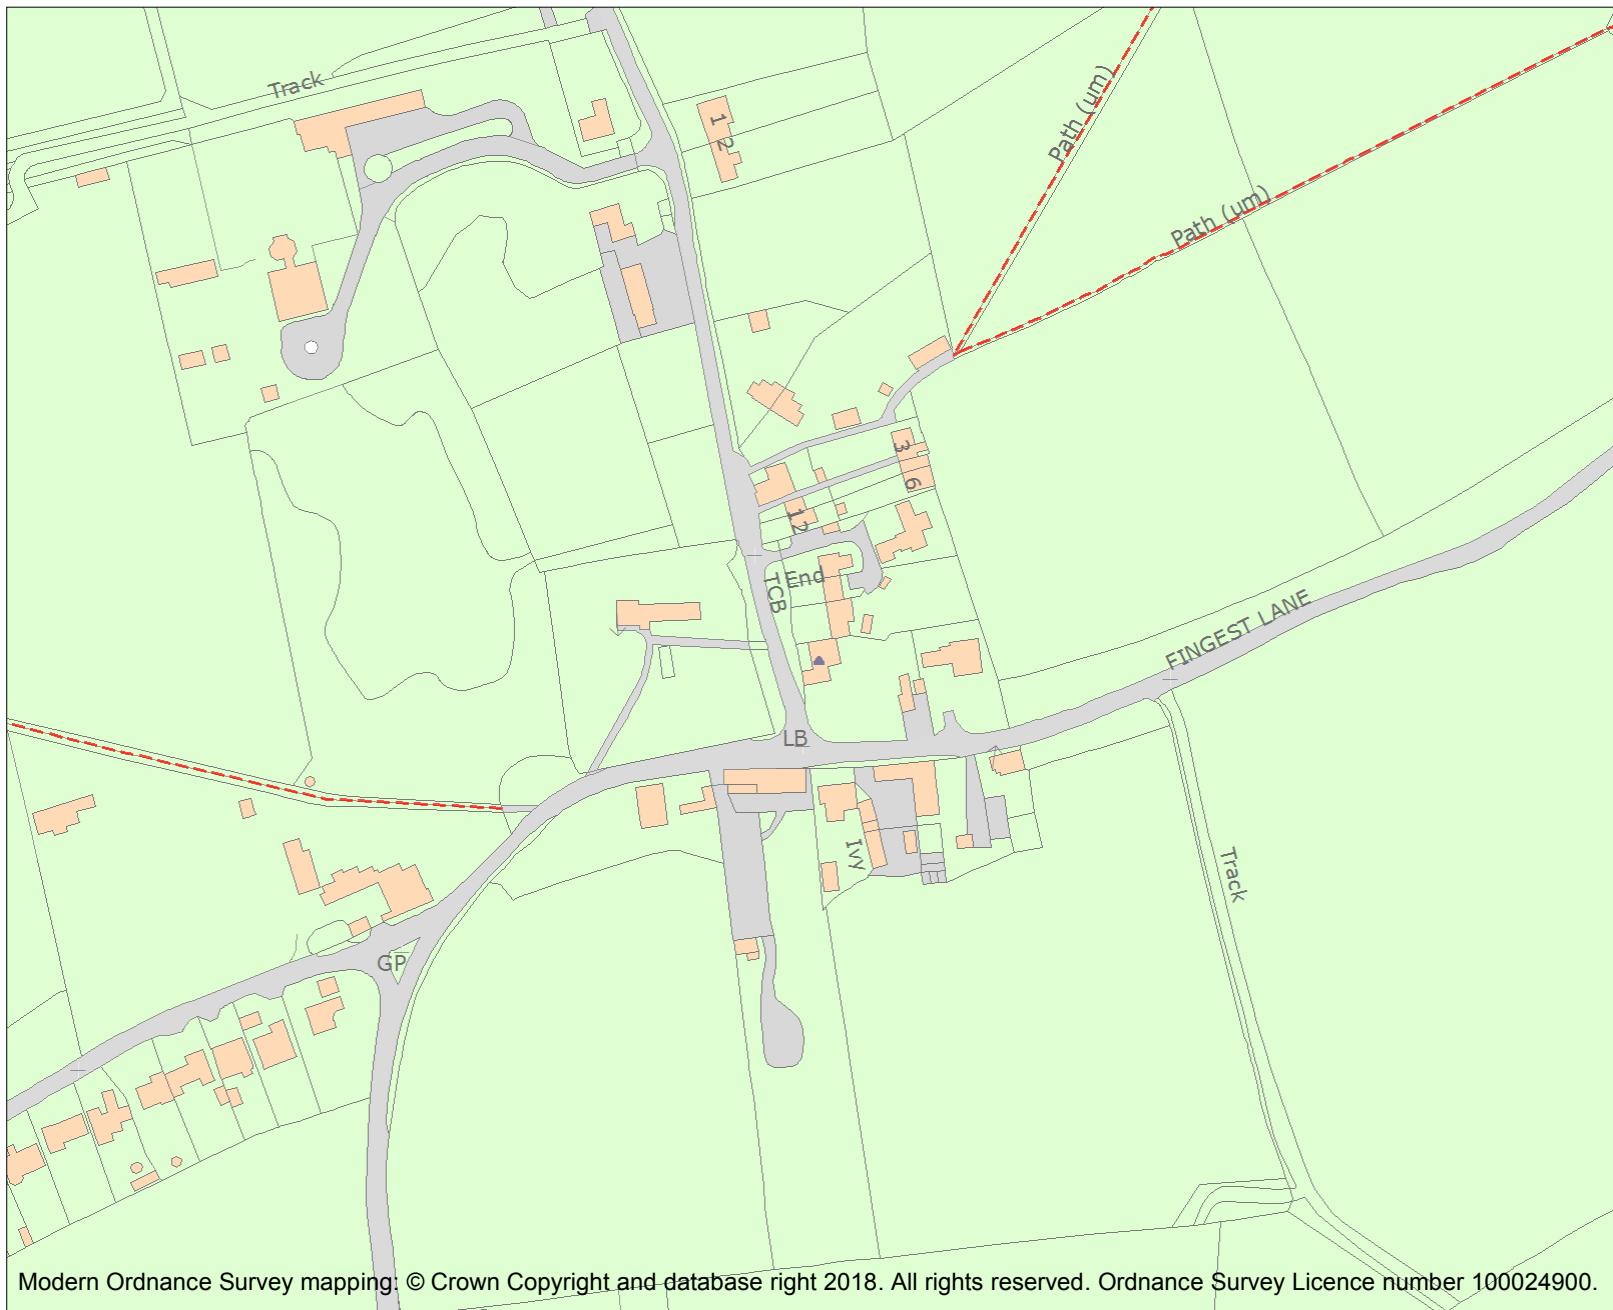 Track
1
2
Path (um)
Path (um)
3
6
12
End
TCB
FINGEST LANE
LB
Ivy
Track
GP
Modern Ordnance Survey mapping: © Crown Copyright and database right 2018. All rights reserved. Ordnance Survey Licence number 100024900.